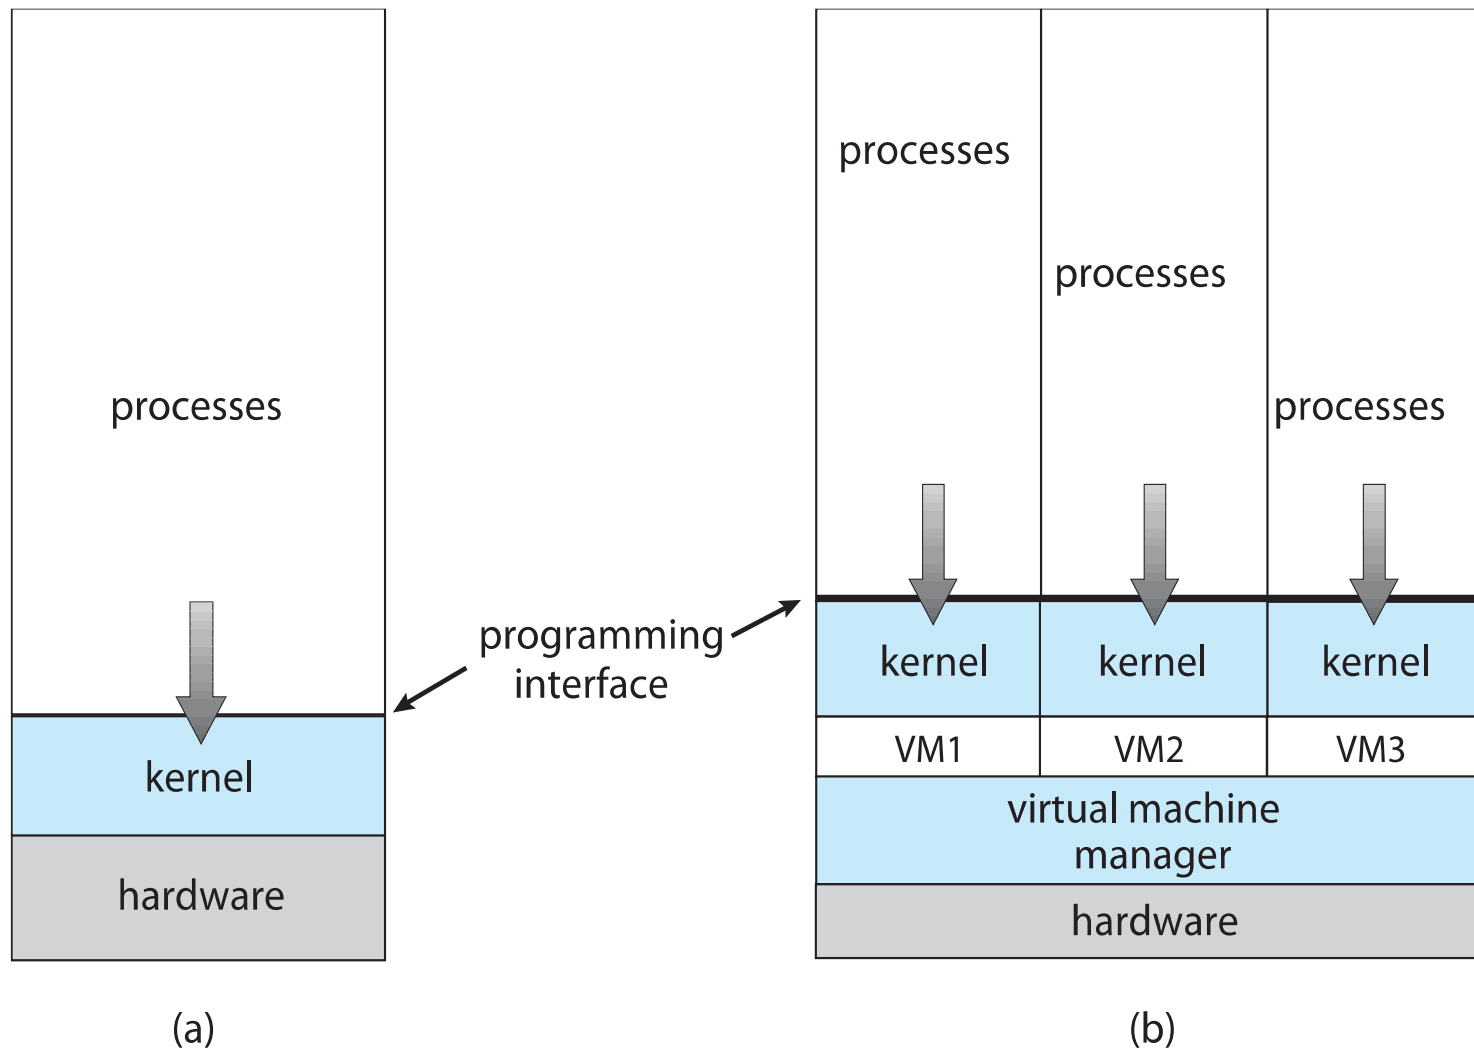 processes
kernel
hardware
(a)
programming
interface
processes
processes
processes
kernel
kernel
kernel
VM1
VM2
VM3
virtual machine
manager
hardware
(b)